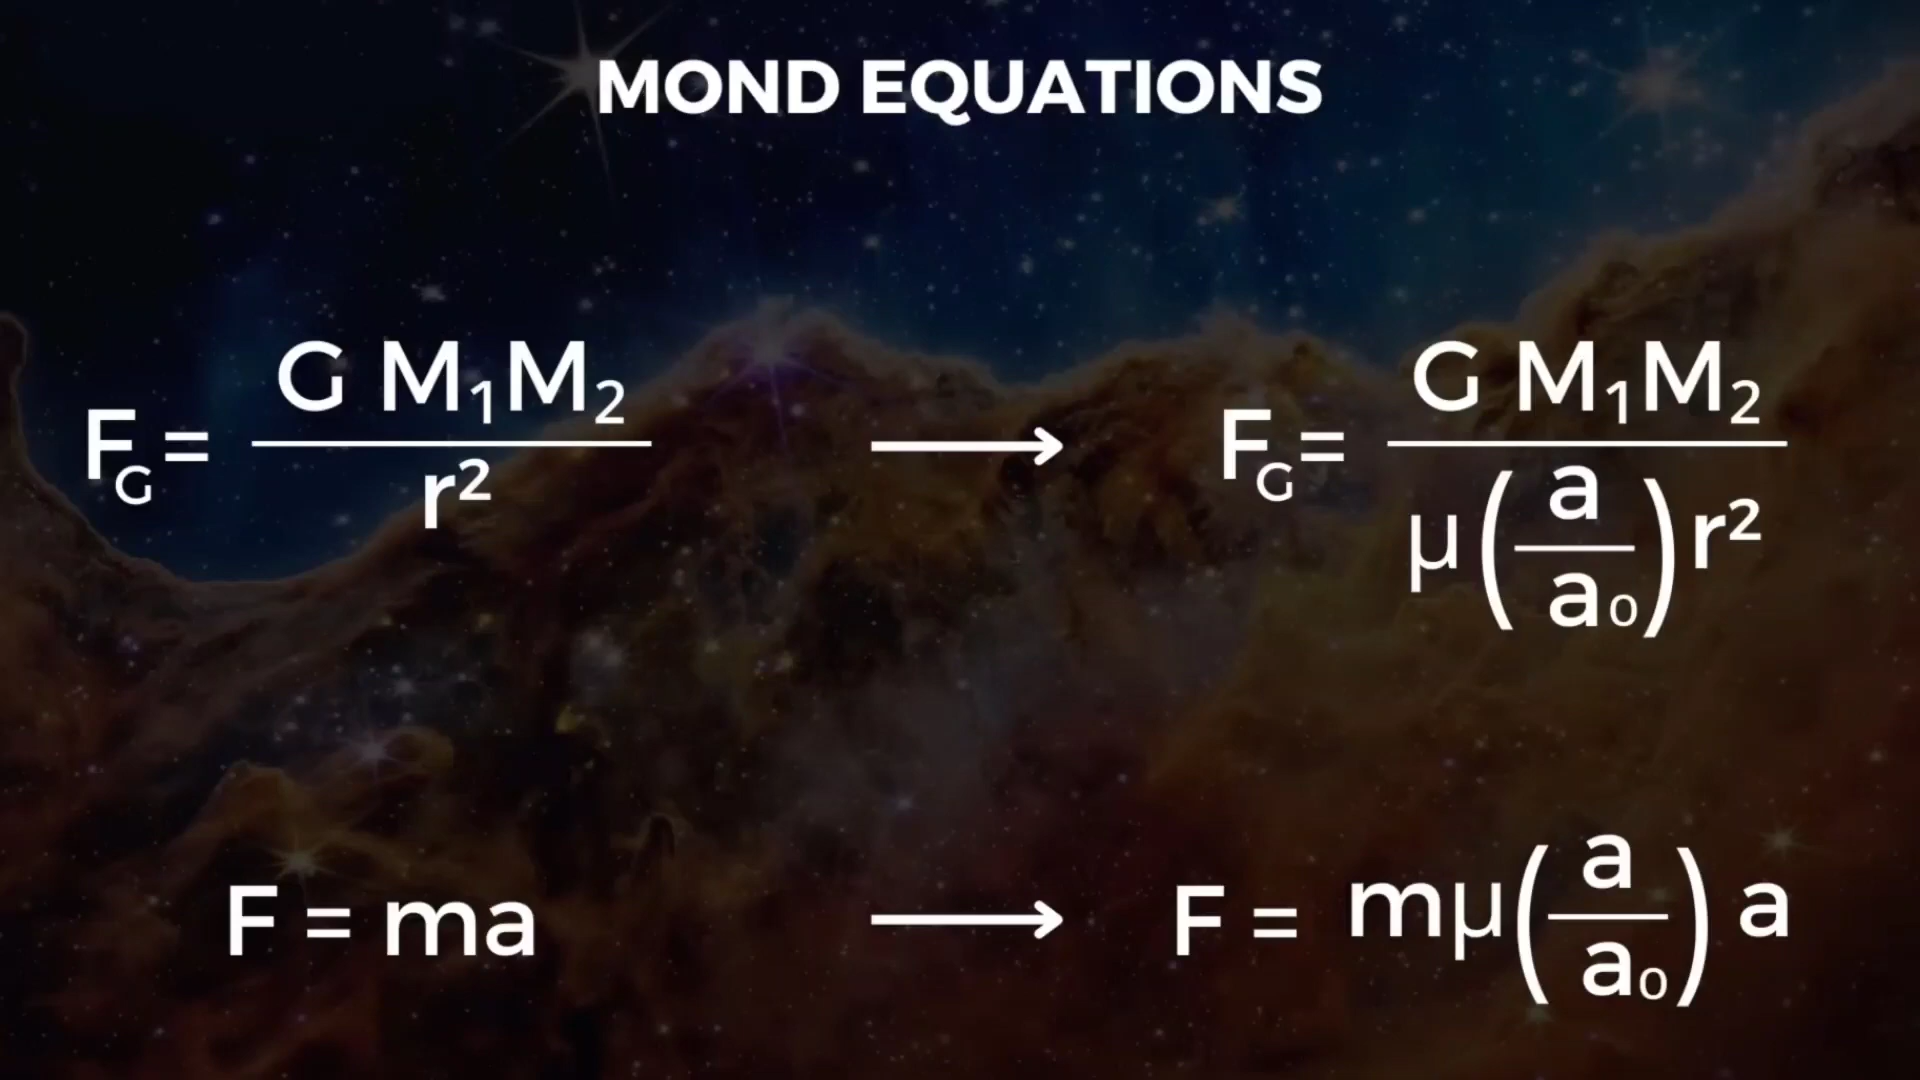 MOND EQUATIONS
F_G = G M₁M₂ / r² → F_G = G M₁M₂ / μ(a/a₀)r²
F = ma → F = mμ(a/a₀) a